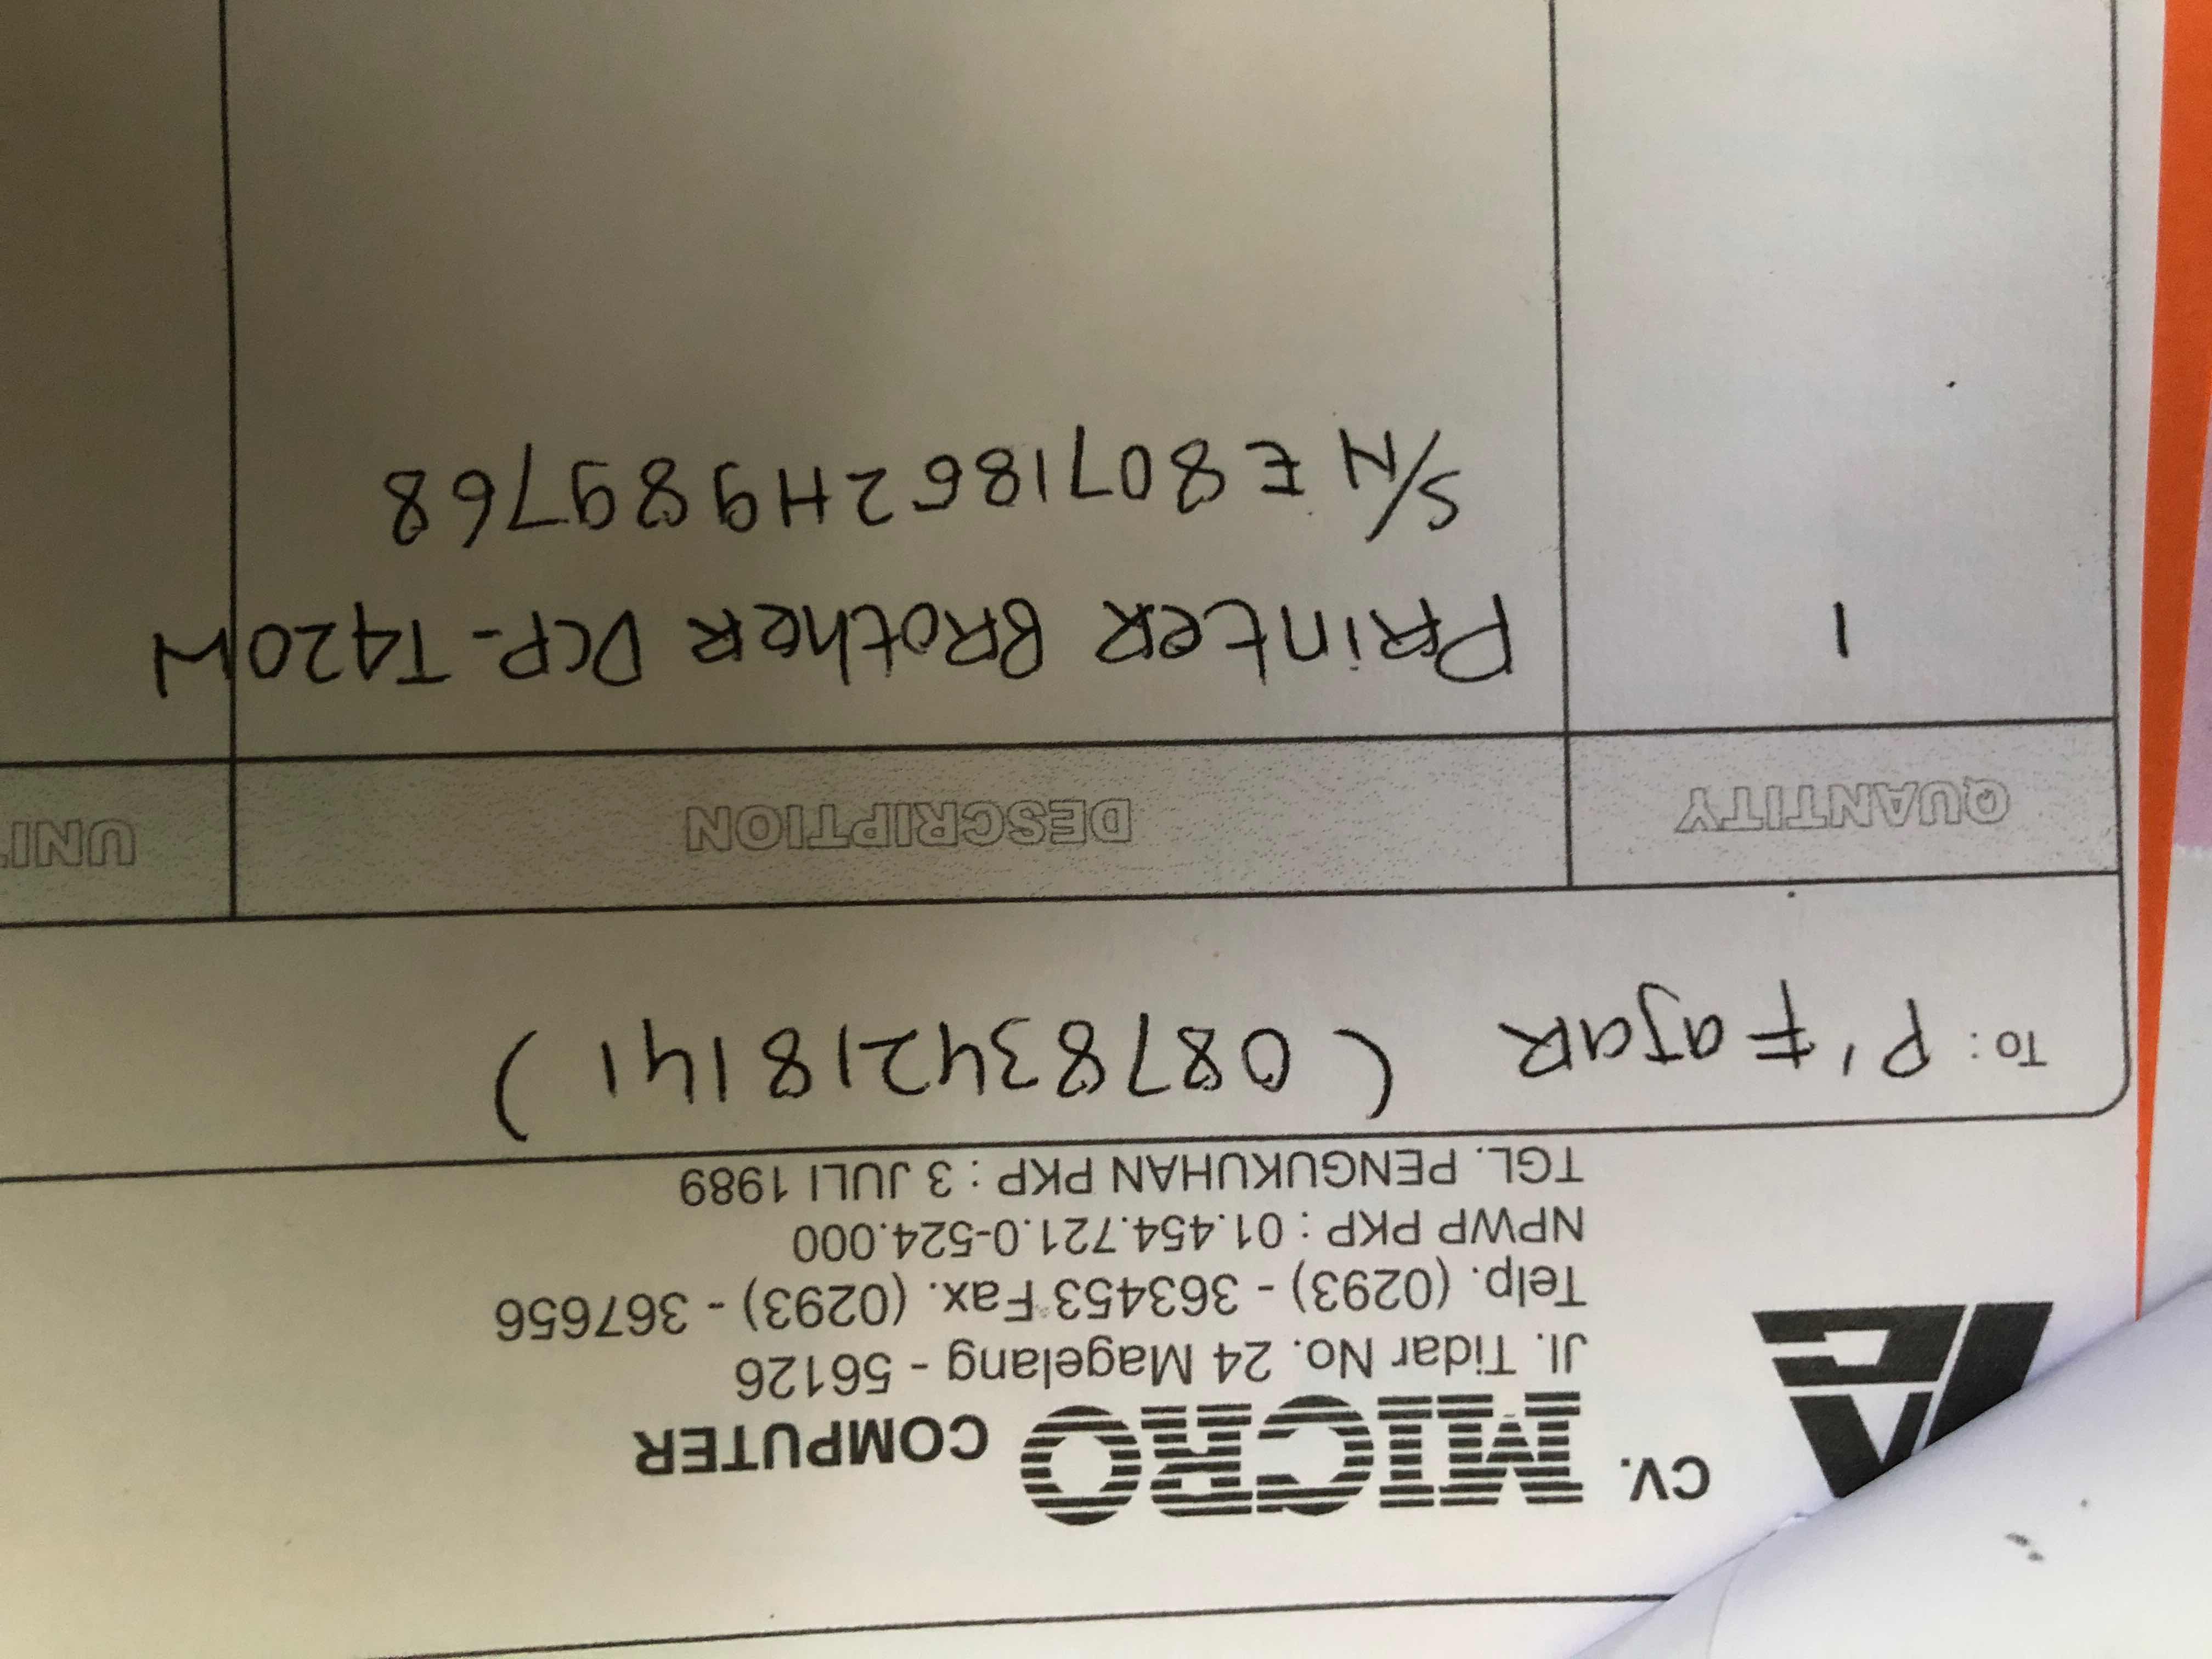 CV. MICRO COMPUTER
Jl. Tidar No. 24 Magelang - 56126
Telp. (0293) - 363453 Fax. (0293) - 367656
NPWP PKP : 01.454.721.0-524.000
TGL. PENGUKUHAN PKP : 3 JULI 1989
TO : P' Fajar (087834218141)
QUANTITY DESCRIPTION UNI
1 Printer Brother DCP-T420W
S/N E80718G2H989768